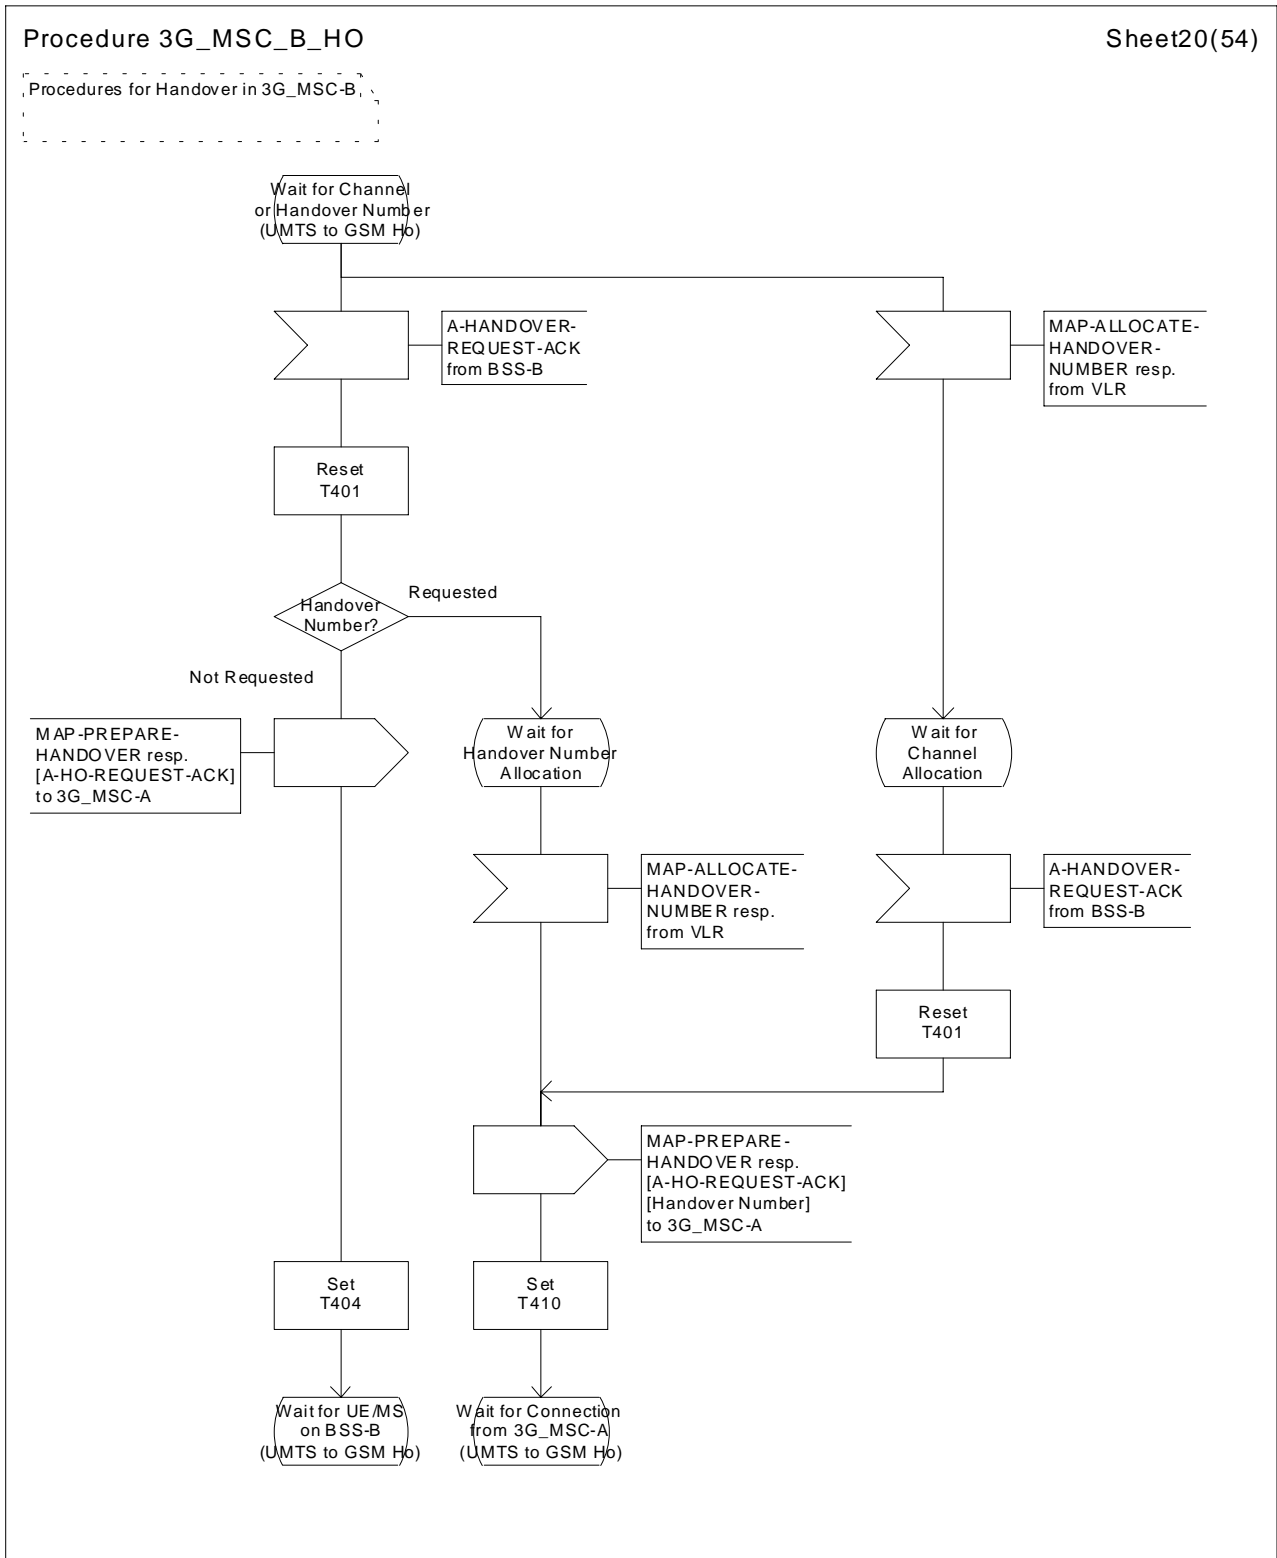 Procedure 3G_MSC_B_HO
Sheet20(54)
Procedures for Handover in 3G_MSC-B
Wait for Channel
or Handover Number
(UMTS to GSM Ho)
A-HANDOVER-
REQUEST-ACK
from BSS-B
MAP-ALLOCATE-
HANDOVER-
NUMBER resp.
from VLR
Reset
T401
Handover
Number?
Requested
Not Requested
MAP-PREPARE-
HANDOVER resp.
[A-HO-REQUEST-ACK]
to 3G_MSC-A
Wait for
Handover Number
Allocation
Wait for
Channel
Allocation
MAP-ALLOCATE-
HANDOVER-
NUMBER resp.
from VLR
A-HANDOVER-
REQUEST-ACK
from BSS-B
Reset
T401
MAP-PREPARE-
HANDOVER resp.
[A-HO-REQUEST-ACK]
[Handover Number]
to 3G_MSC-A
Set
T404
Set
T410
Wait for UE/MS
on BSS-B
(UMTS to GSM Ho)
Wait for Connection
from 3G_MSC-A
(UMTS to GSM Ho)